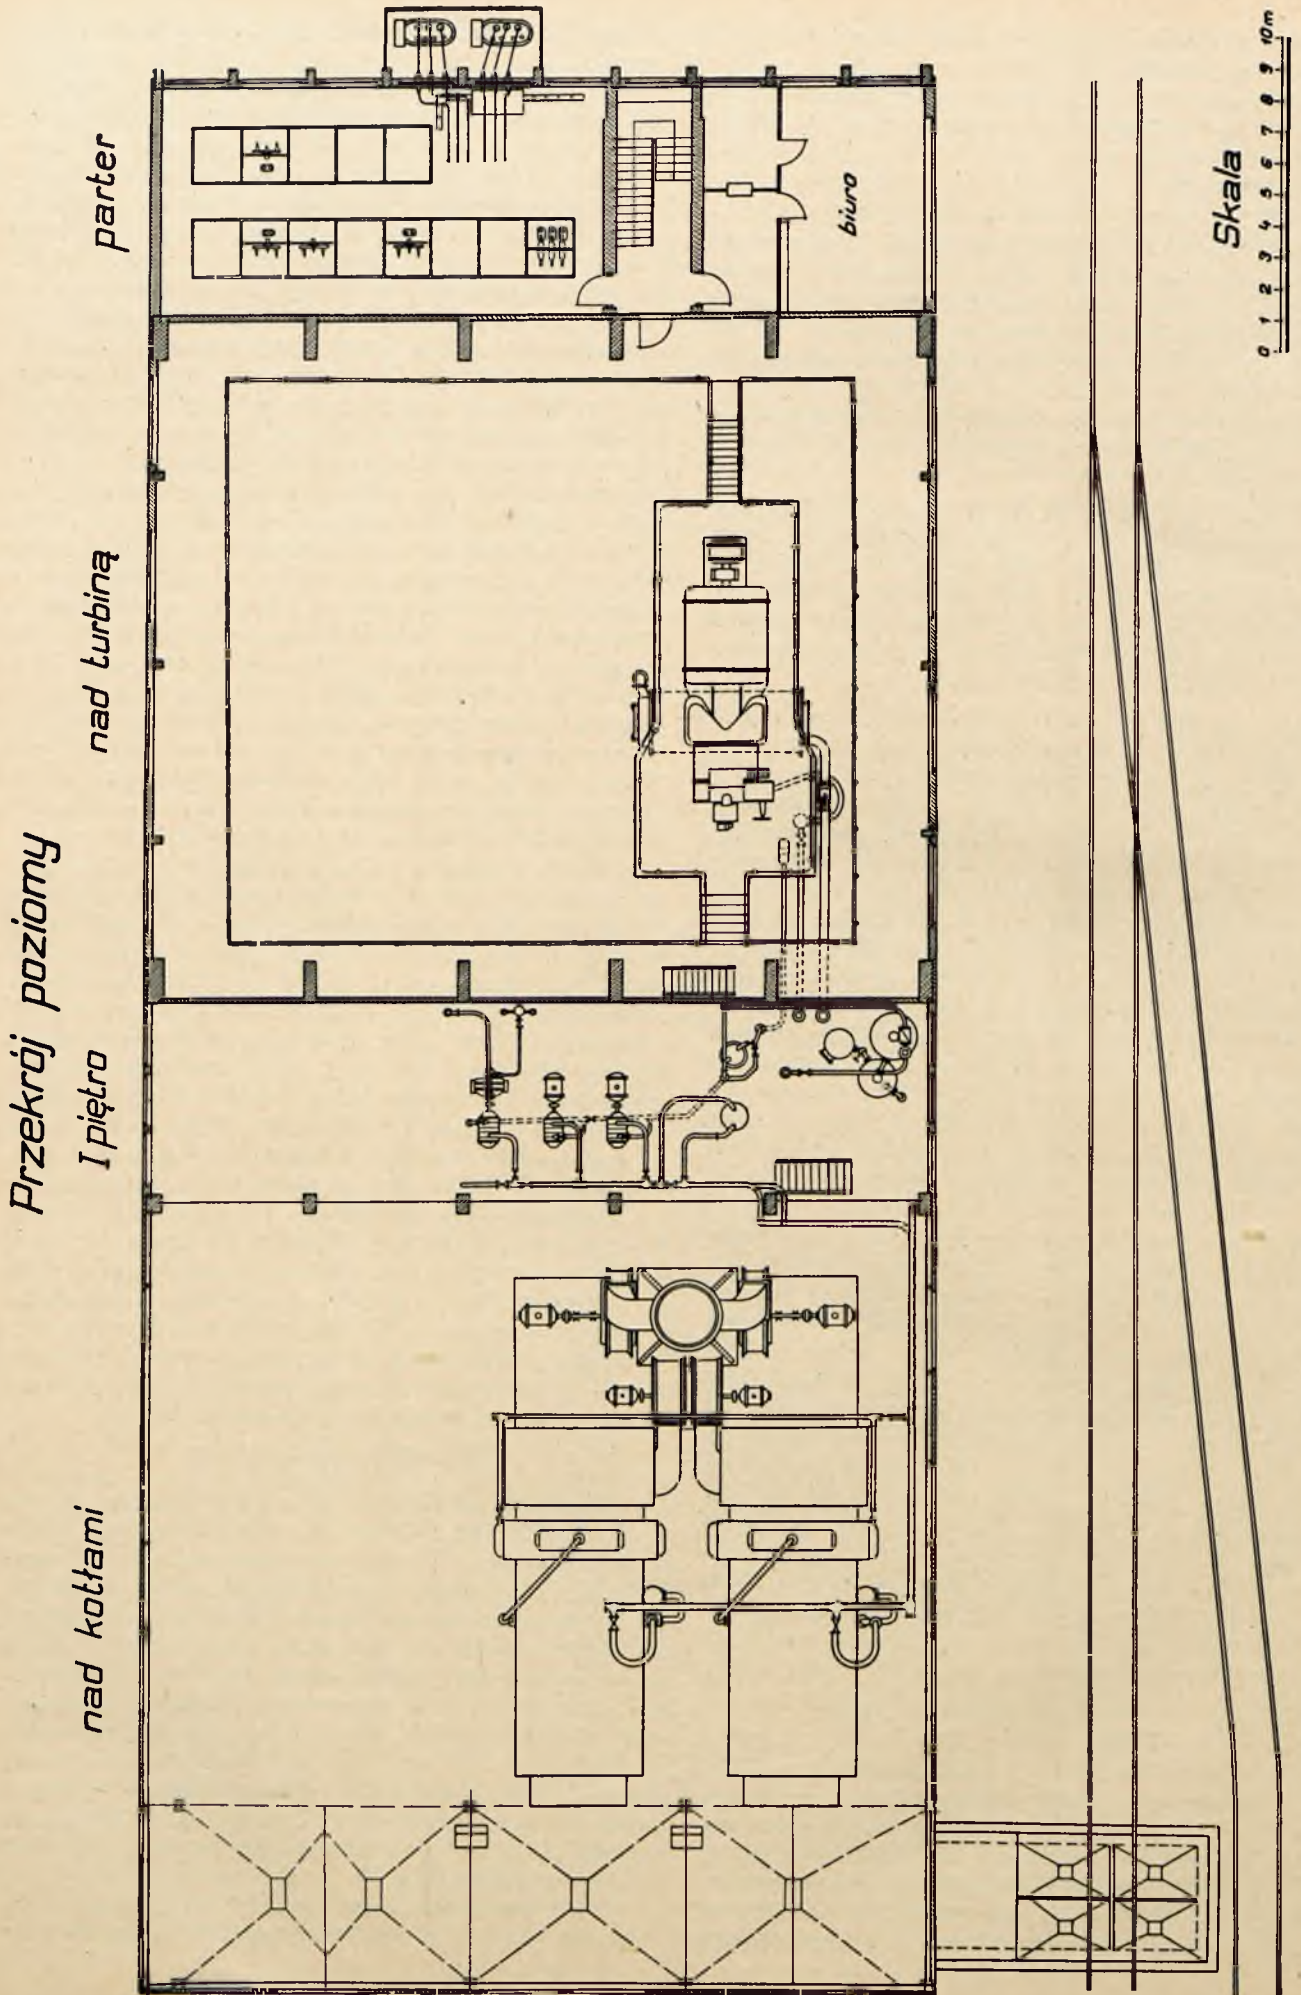 Przekrój poziomy
nad kotłami
I piętro
nad turbiną
parter
biuro
Skala
0 1 2 3 4 5 6 7 8 9 10m